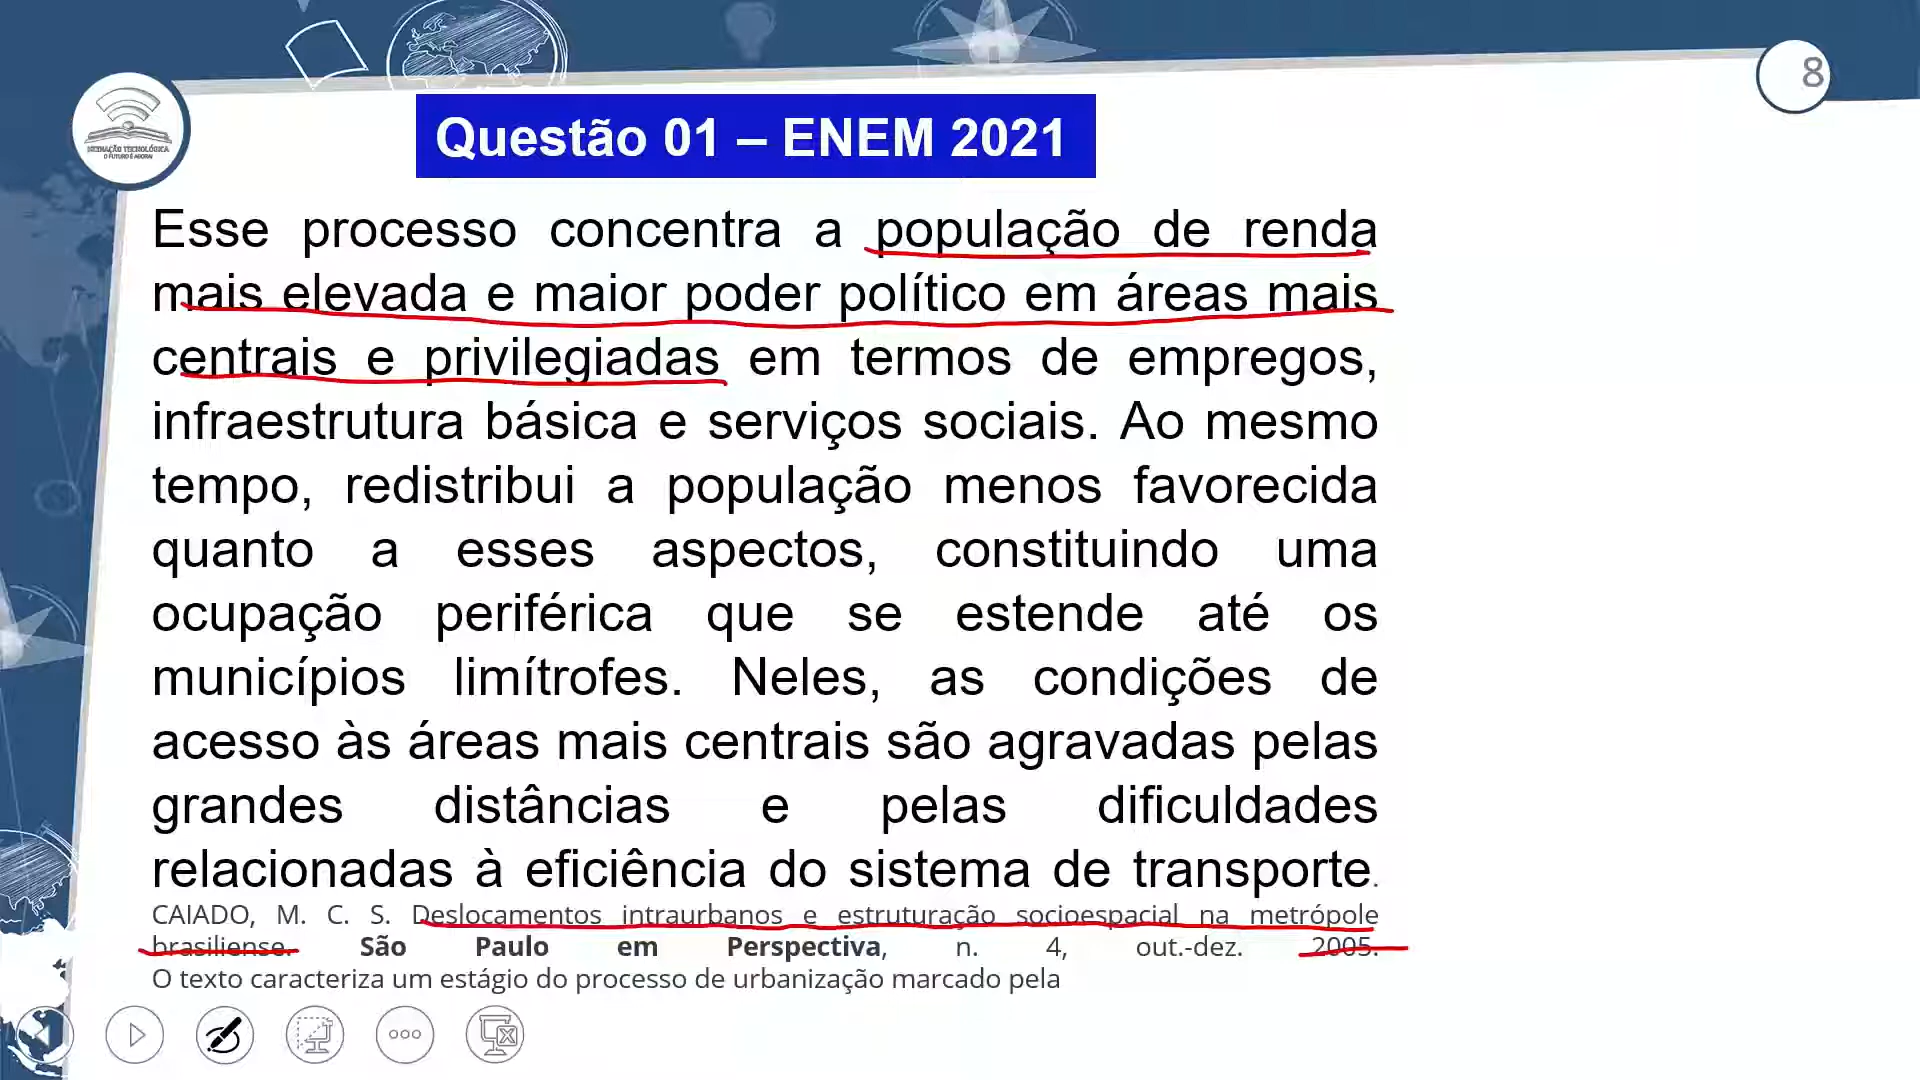 8
MEDIAÇÃO TECNOLÓGICA
O FUTURO É AGORA!
Questão 01 – ENEM 2021
Esse processo concentra a população de renda
mais elevada e maior poder político em áreas mais
centrais e privilegiadas em termos de empregos,
infraestrutura básica e serviços sociais. Ao mesmo
tempo, redistribui a população menos favorecida
quanto a esses aspectos, constituindo uma
ocupação periférica que se estende até os
municípios limítrofes. Neles, as condições de
acesso às áreas mais centrais são agravadas pelas
grandes distâncias e pelas dificuldades
relacionadas à eficiência do sistema de transporte.
CAIADO, M. C. S. Deslocamentos intraurbanos e estruturação socioespacial na metrópole
brasiliense. São Paulo em Perspectiva, n. 4, out.-dez. 2005.
O texto caracteriza um estágio do processo de urbanização marcado pela